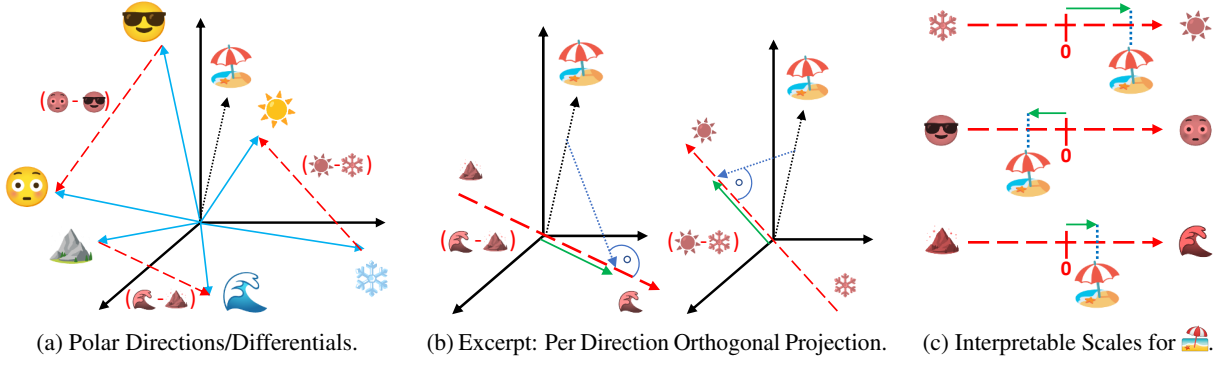 ( - )
( - )
( - )
(a) Polar Directions/Differentials.
( - )
( - )
(b) Excerpt: Per Direction Orthogonal Projection.
0
0
0
(c) Interpretable Scales for .